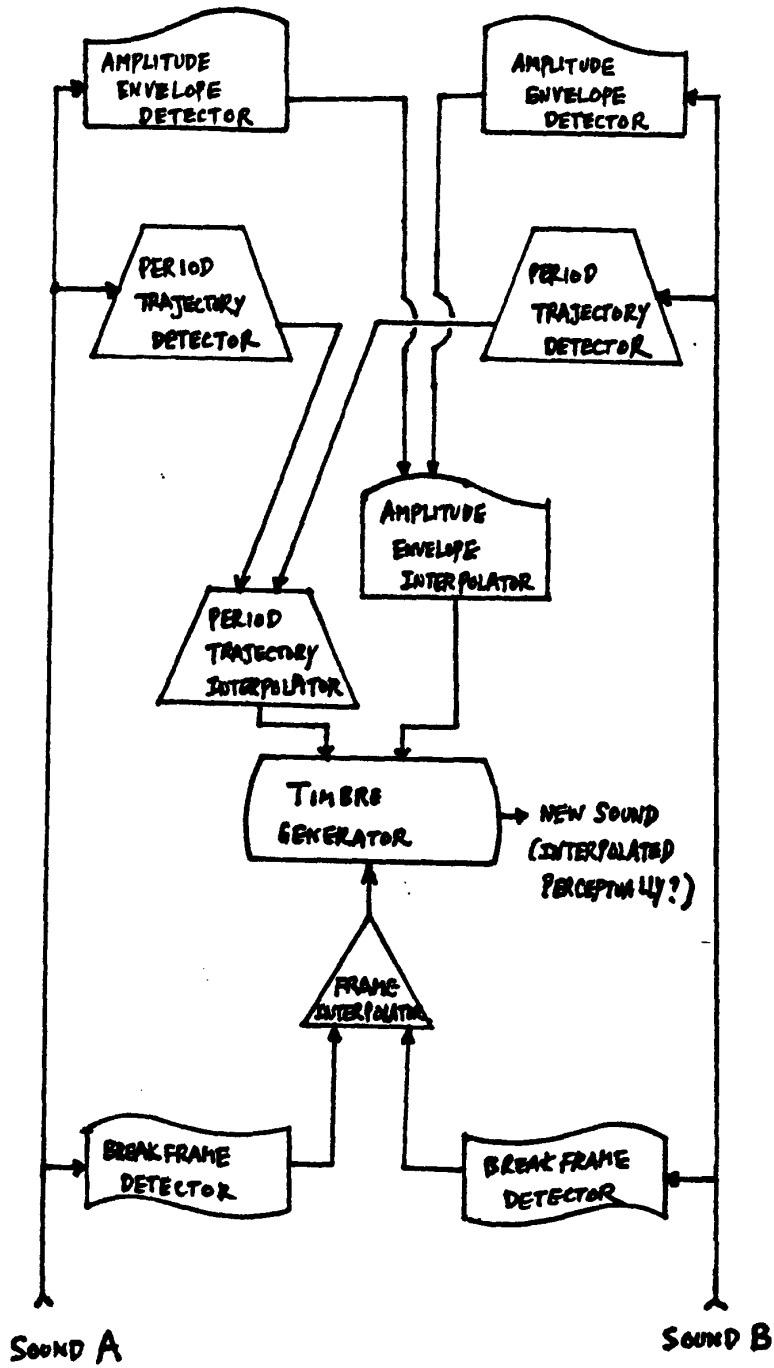 AMPLITUDE
ENVELOPE
DETECTOR
AMPLITUDE
ENVELOPE
DETECTOR
PERIOD
TRAJECTORY
DETECTOR
PERIOD
TRAJECTORY
DETECTOR
AMPLITUDE
ENVELOPE
INTERPOLATOR
PERIOD
TRAJECTORY
INTERPOLATOR
TIMBRE
GENERATOR
NEW SOUND
(INTERPOLATED
PERCEPTUALLY?)
FRAME
INTERPOLATOR
BREAKFRAME
DETECTOR
BREAKFRAME
DETECTOR
SOUND A
SOUND B